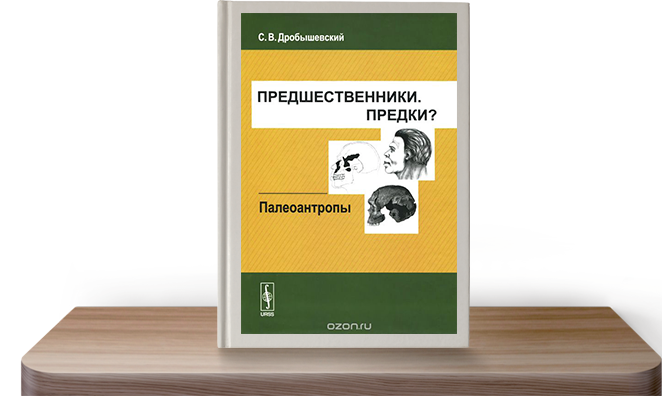 С. В. Дробышевский
ПРЕДШЕСТВЕННИКИ.
ПРЕДКИ?
Палеоантропы
URSS
ozon.ru